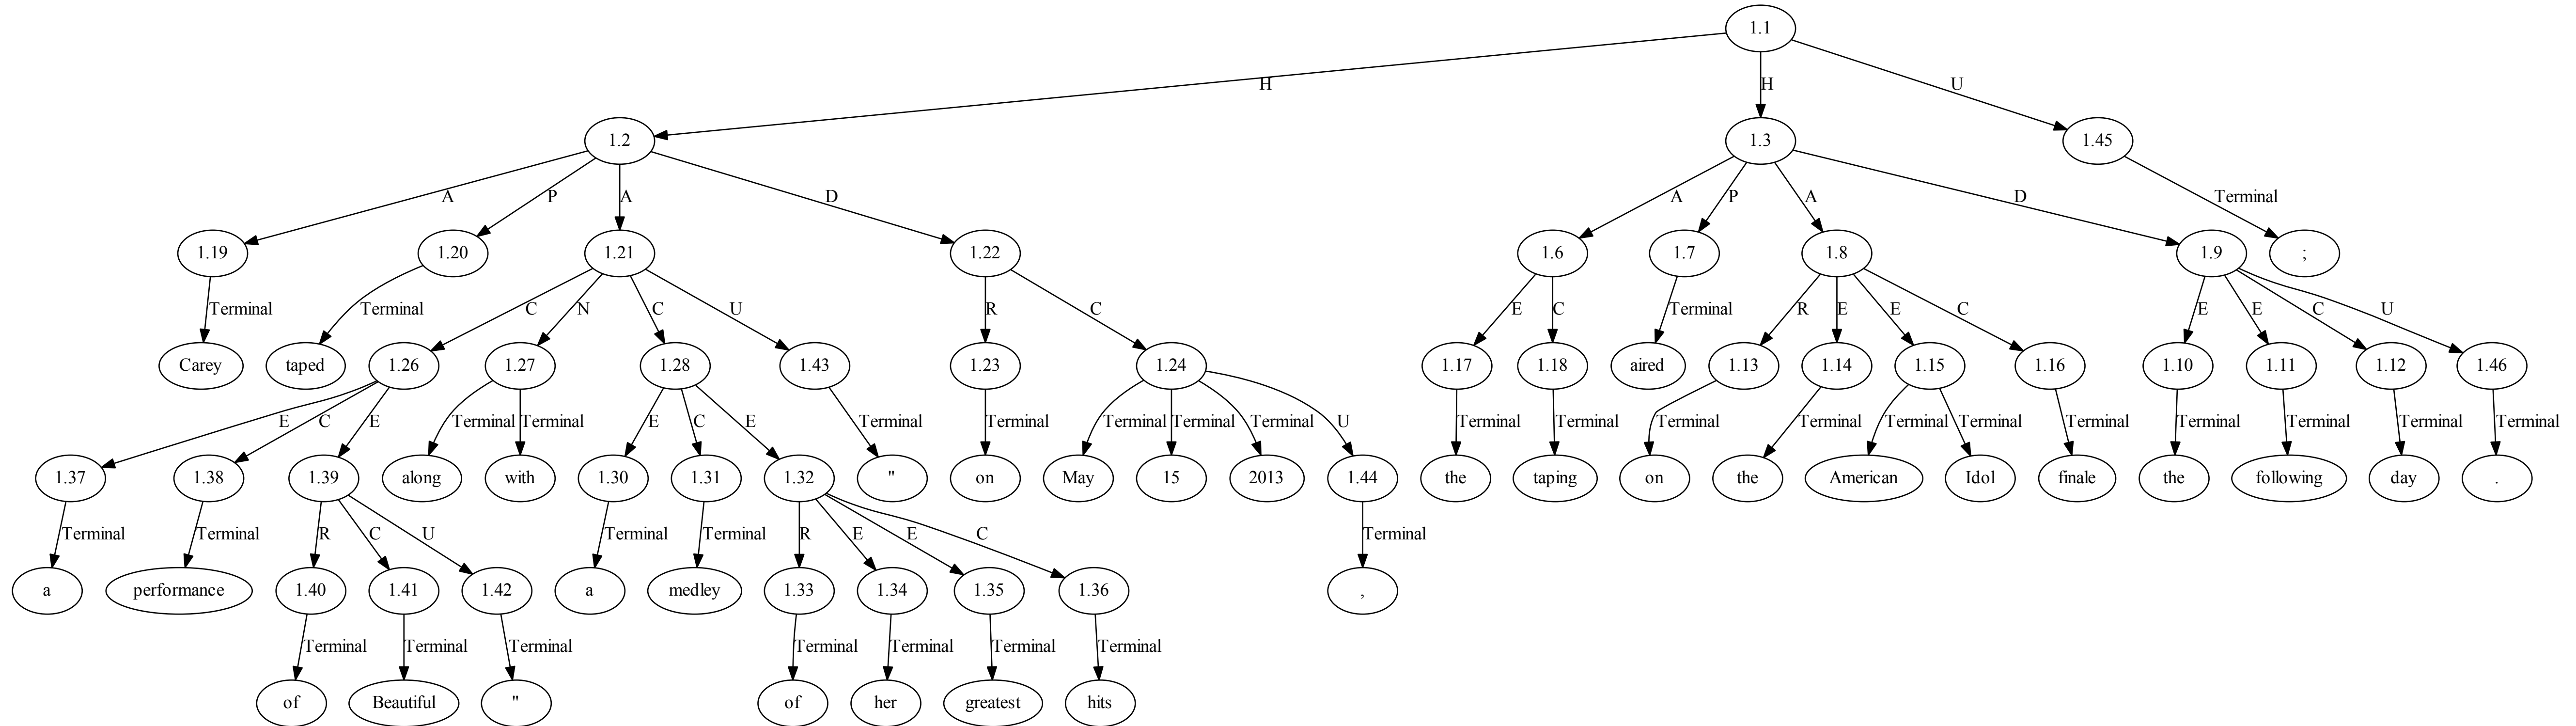 1.1
H H U
1.2 1.3 1.45
A P A D A P A D Terminal
1.19 1.20 1.21 1.22 1.6 1.7 1.8 1.9 ;
Terminal Terminal C N C U R C E C Terminal R E E C E E C U
Carey taped 1.26 1.27 1.28 1.43 1.23 1.24 1.17 1.18 aired 1.13 1.14 1.15 1.16 1.10 1.11 1.12 1.46
E C E Terminal Terminal E C E Terminal Terminal Terminal Terminal Terminal U Terminal Terminal Terminal Terminal Terminal Terminal Terminal Terminal Terminal Terminal Terminal
1.37 1.38 1.39 along with 1.30 1.31 1.32 " on May 15 2013 1.44 the taping on the American Idol finale the following day .
Terminal Terminal R C U Terminal Terminal R E E C Terminal
a performance 1.40 1.41 1.42 a medley 1.33 1.34 1.35 1.36 ,
Terminal Terminal Terminal Terminal Terminal Terminal Terminal
of Beautiful " of her greatest hits